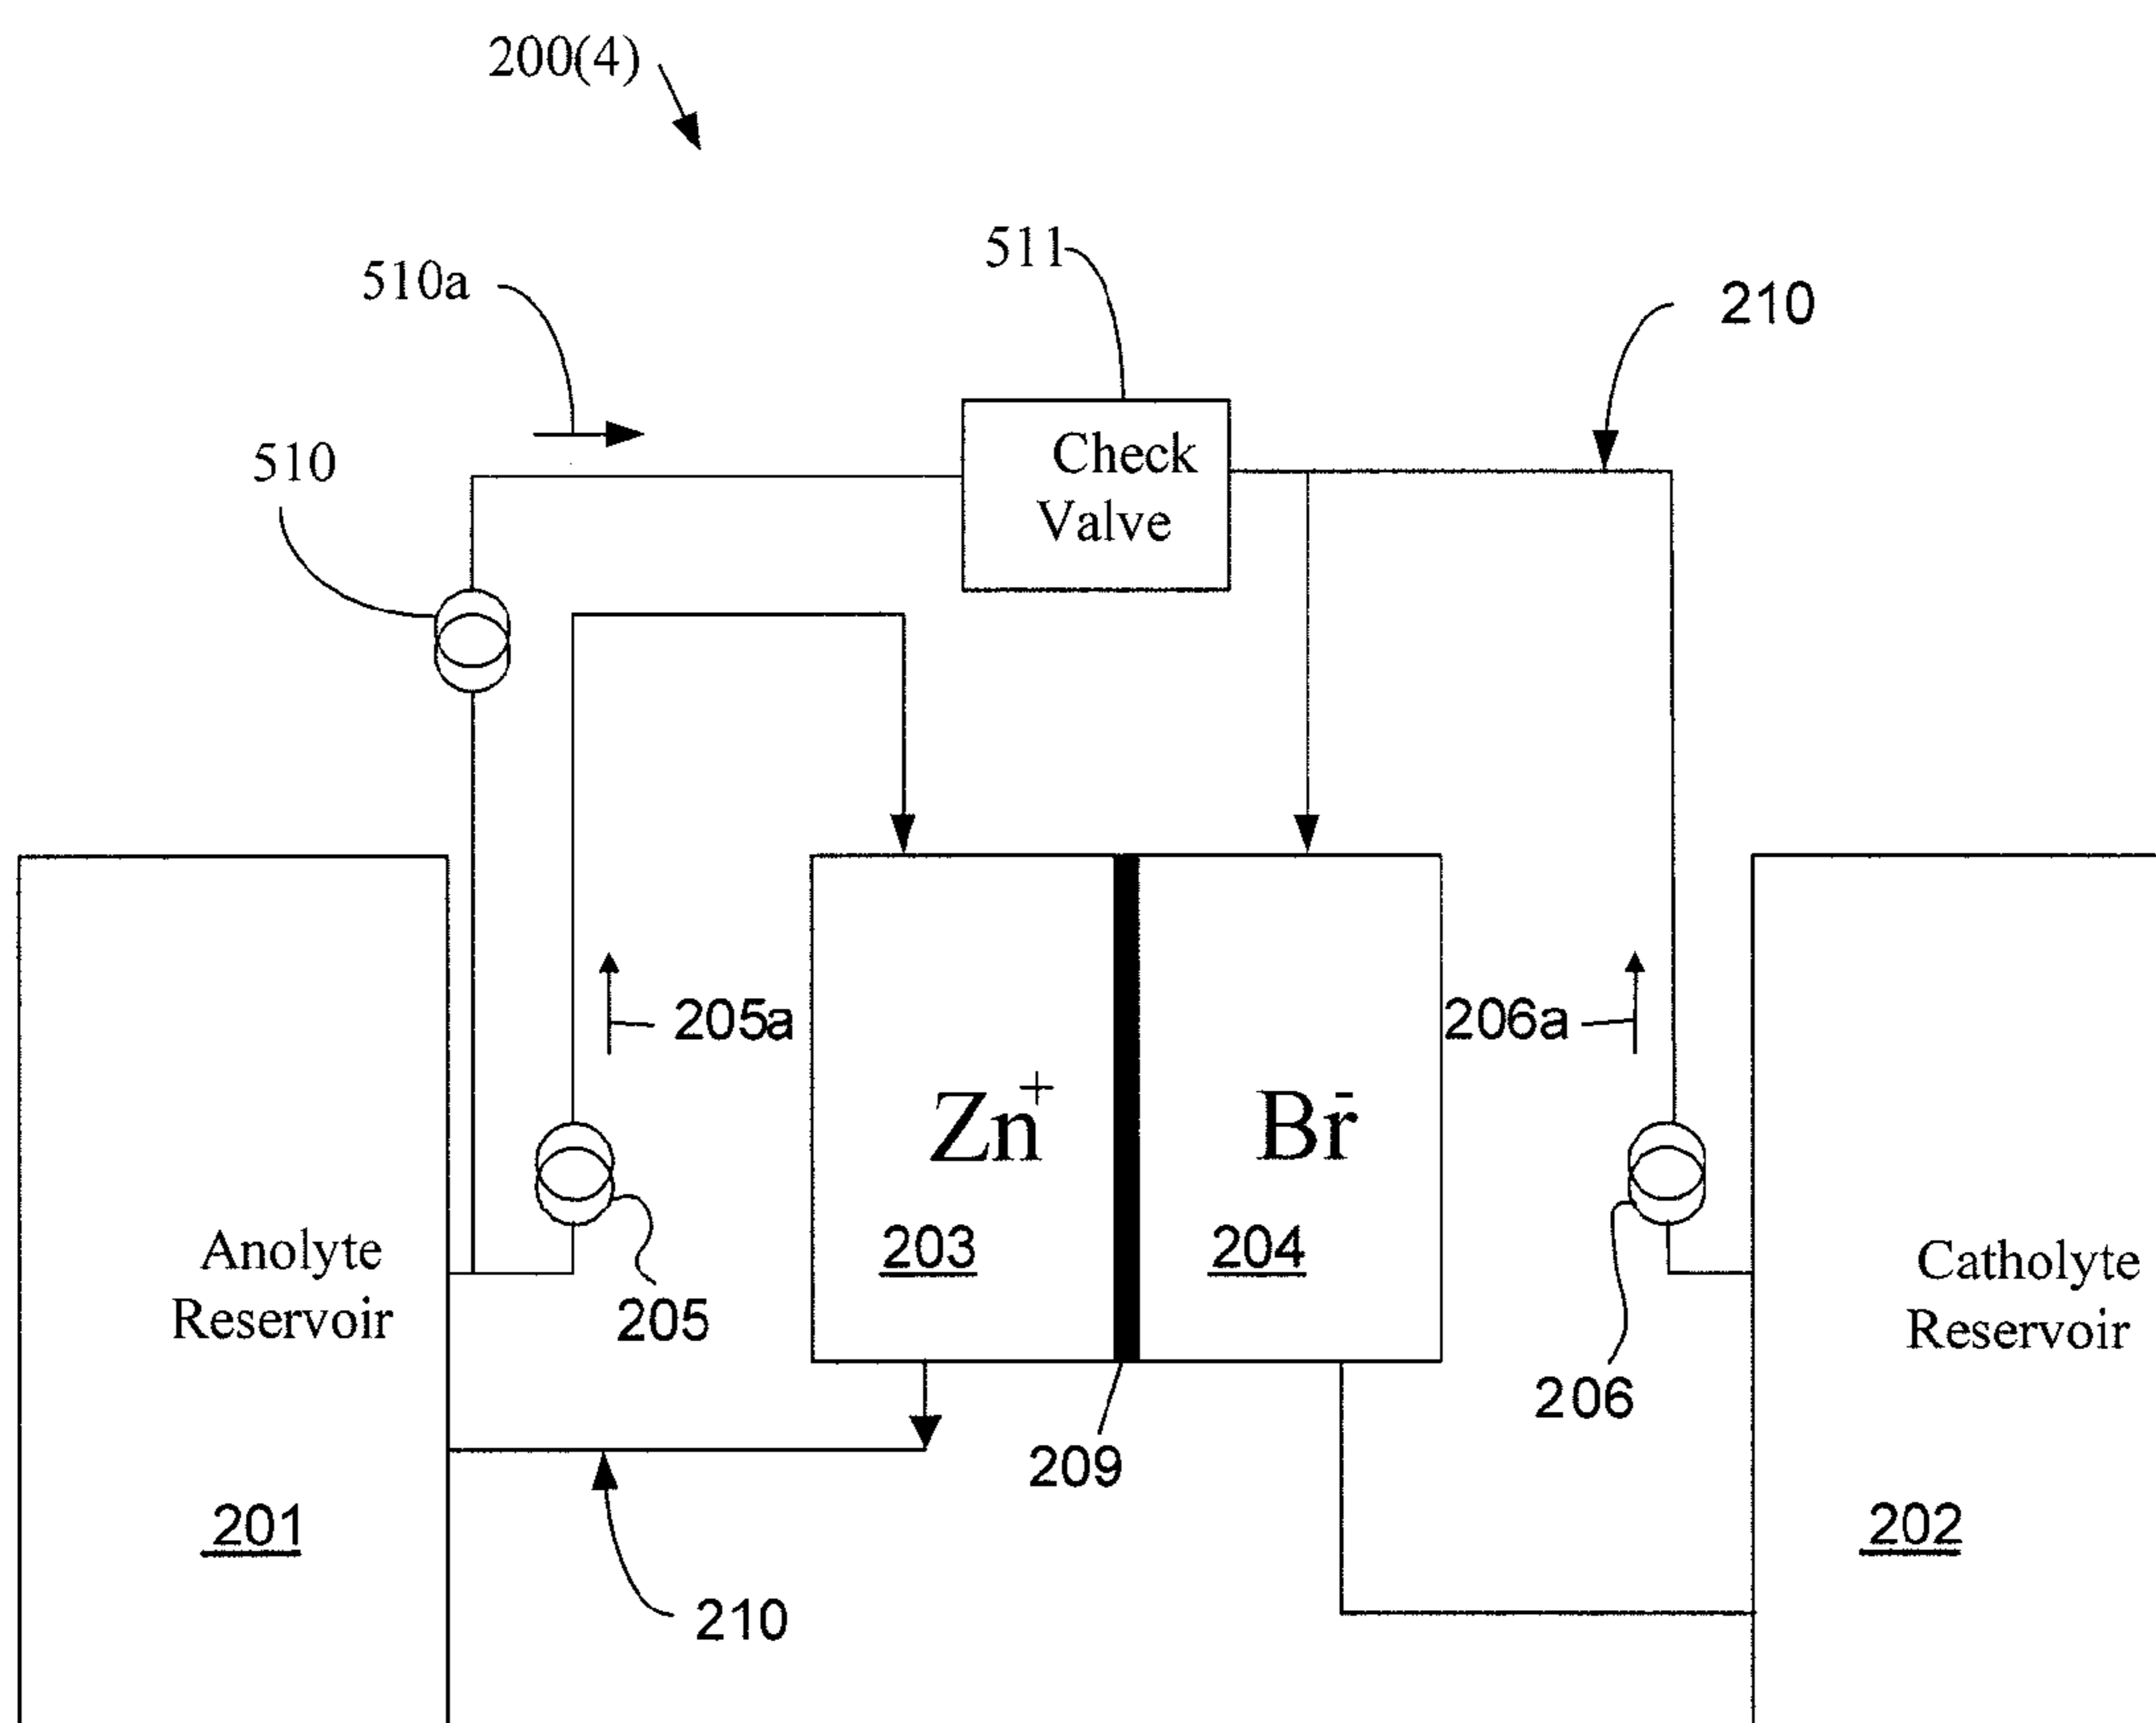 200(4)
511
510a
210
Check
Valve
510
205a
206a
Zn+
Br-
203
204
Anolyte
Reservoir
Catholyte
Reservoir
205
206
209
201
202
210